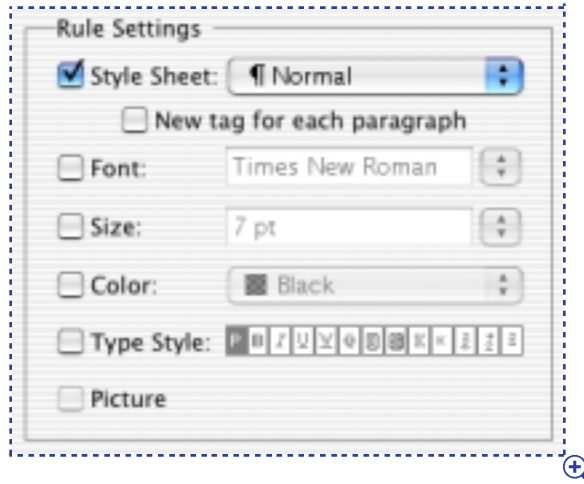 Rule Settings
Style Sheet: ¶ Normal
New tag for each paragraph
Font: Times New Roman
Size: 7 pt
Color: Black
Type Style: P B I U W O S
Picture